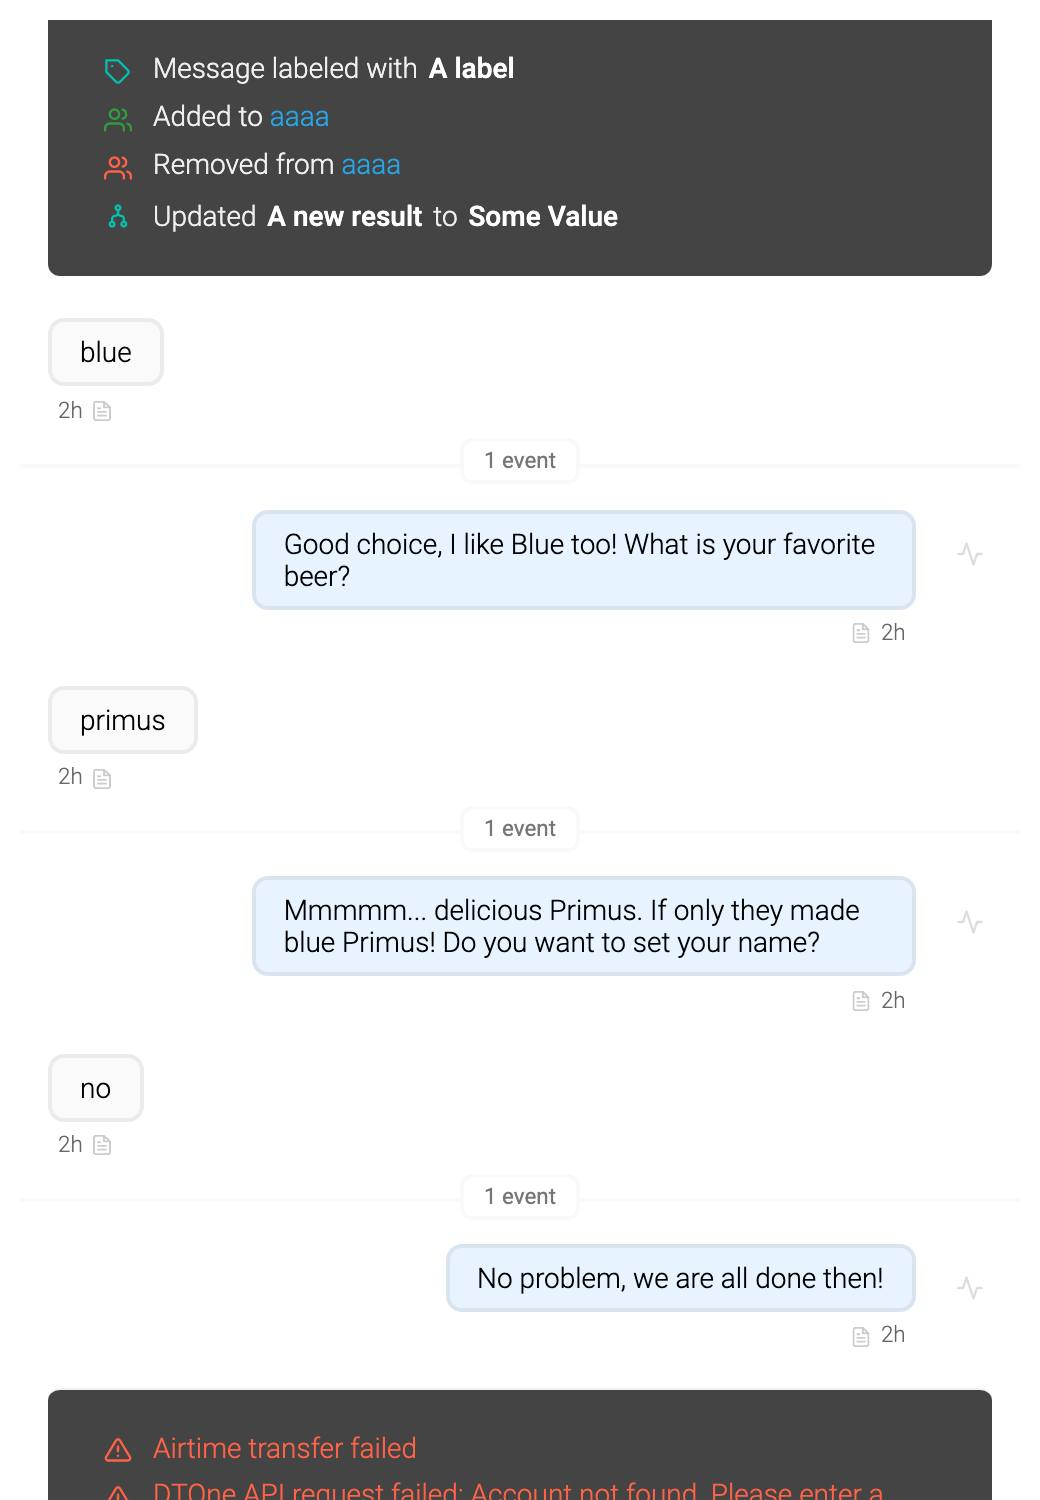 Message labeled with A label
Added to aaaa
Removed from aaaa
Updated A new result to Some Value
blue
2h
1 event
Good choice, I like Blue too! What is your favorite
beer?
2h
primus
2h
1 event
Mmmmm... delicious Primus. If only they made
blue Primus! Do you want to set your name?
2h
no
2h
1 event
No problem, we are all done then!
2h
Airtime transfer failed
DTOne API request failed: Account not found. Please enter a